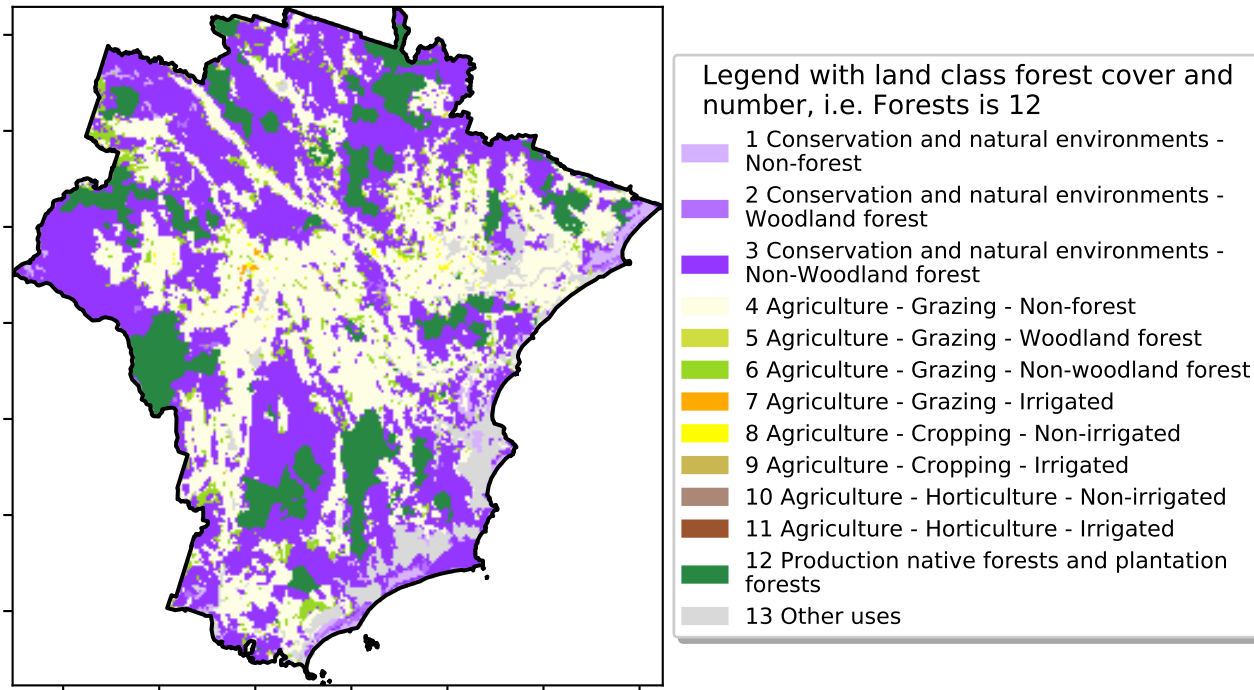 Legend with land class forest cover and
number, i.e. Forests is 12
1 Conservation and natural environments -
Non-forest
2 Conservation and natural environments -
Woodland forest
3 Conservation and natural environments -
Non-Woodland forest
4 Agriculture - Grazing - Non-forest
5 Agriculture - Grazing - Woodland forest
6 Agriculture - Grazing - Non-woodland forest
7 Agriculture - Grazing - Irrigated
8 Agriculture - Cropping - Non-irrigated
9 Agriculture - Cropping - Irrigated
10 Agriculture - Horticulture - Non-irrigated
11 Agriculture - Horticulture - Irrigated
12 Production native forests and plantation
forests
13 Other uses